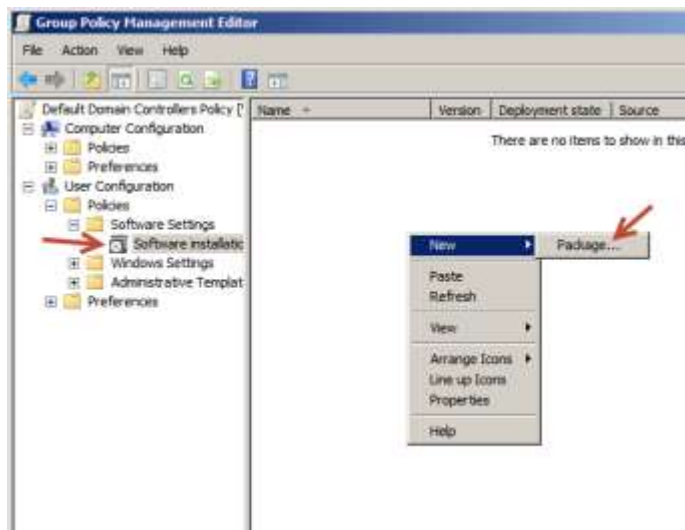 Group Policy Management Editor
File Action View Help
Default Domain Controllers Policy [
Computer Configuration
Policies
Preferences
User Configuration
Policies
Software Settings
Software installatic
Windows Settings
Administrative Templat
Preferences
Name Version Deployment state Source
There are no items to show in this
New
Package...
Paste
Refresh
View
Arrange Icons
Line up Icons
Properties
Help